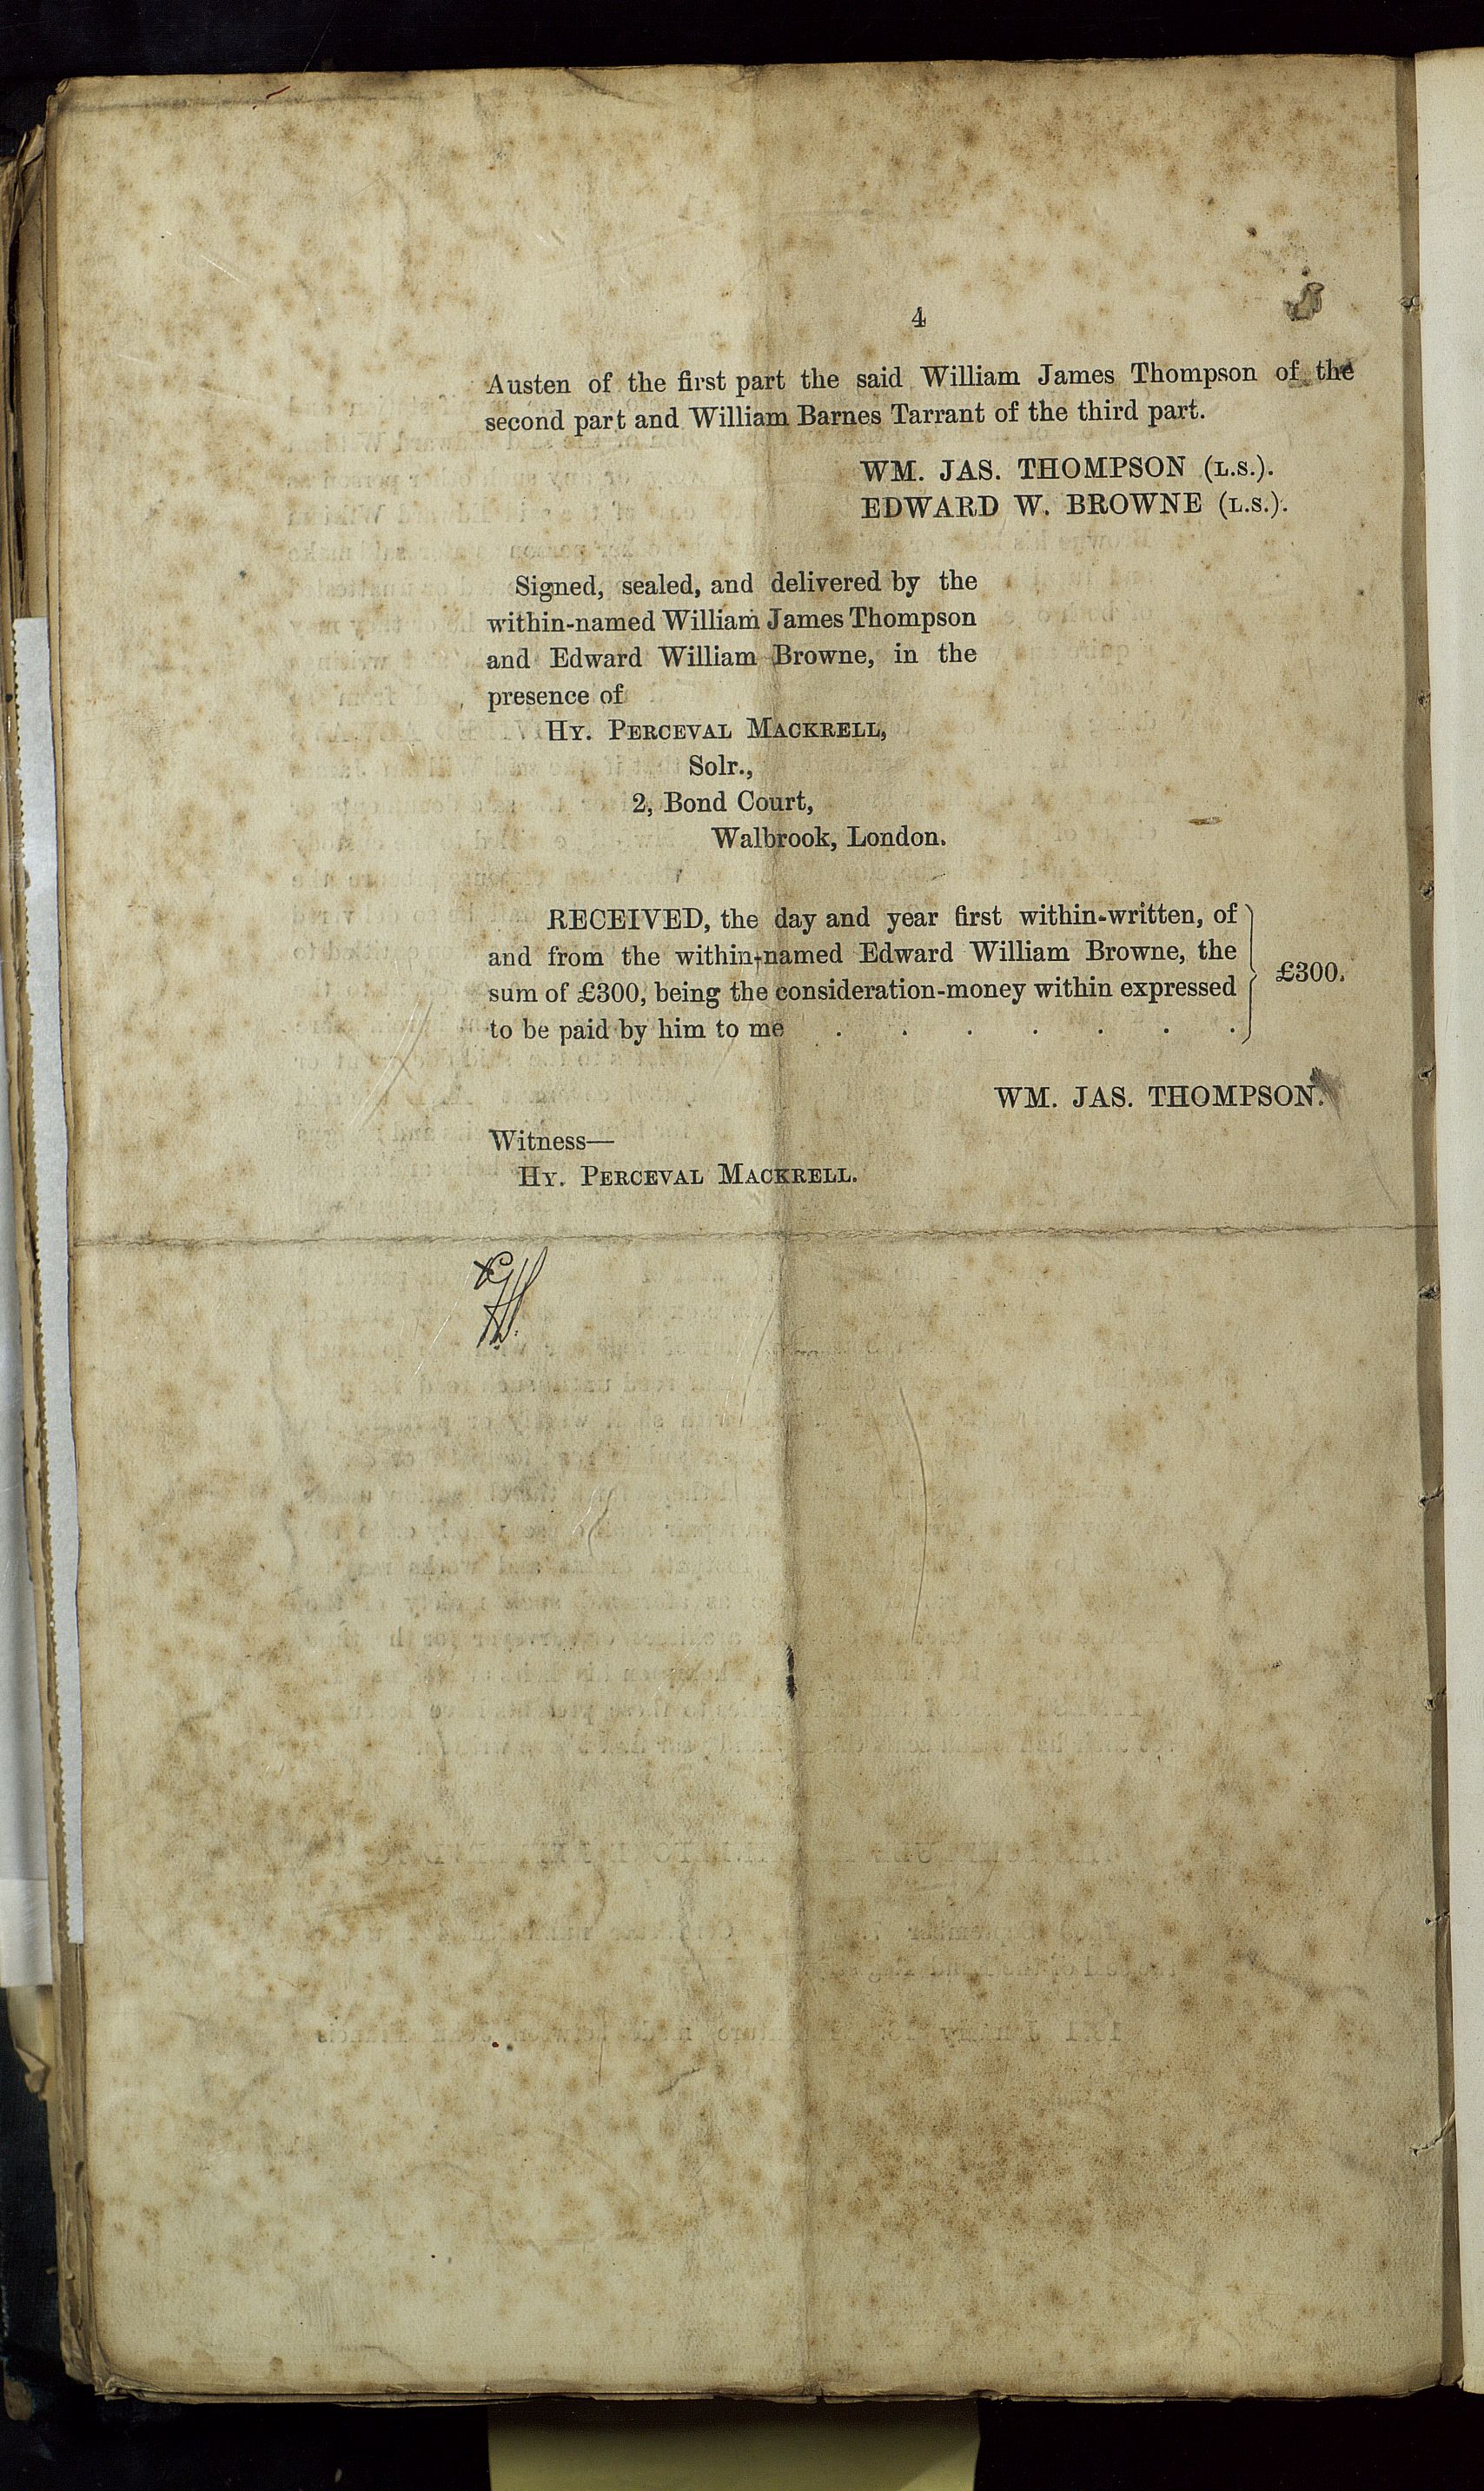 4
Austen of the first part the said William James Thompson of the
second part and William Barnes Tarrant of the third part.
WM. JAS. THOMPSON (L.S.).
EDWARD W. BROWNE (L.S.).
Signed, sealed, and delivered by the
within-named William James Thompson
and Edward William Browne, in the
presence of
HY. PERCEVAL MACKRELL,
Solr.,
2, Bond Court,
Walbrook, London.
RECEIVED, the day and year first within-written, of
and from the within-named Edward William Browne, the
sum of £300, being the consideration-money within expressed
to be paid by him to me . . . . . . .
£300.
WM. JAS. THOMPSON.
Witness—
HY. PERCEVAL MACKRELL.